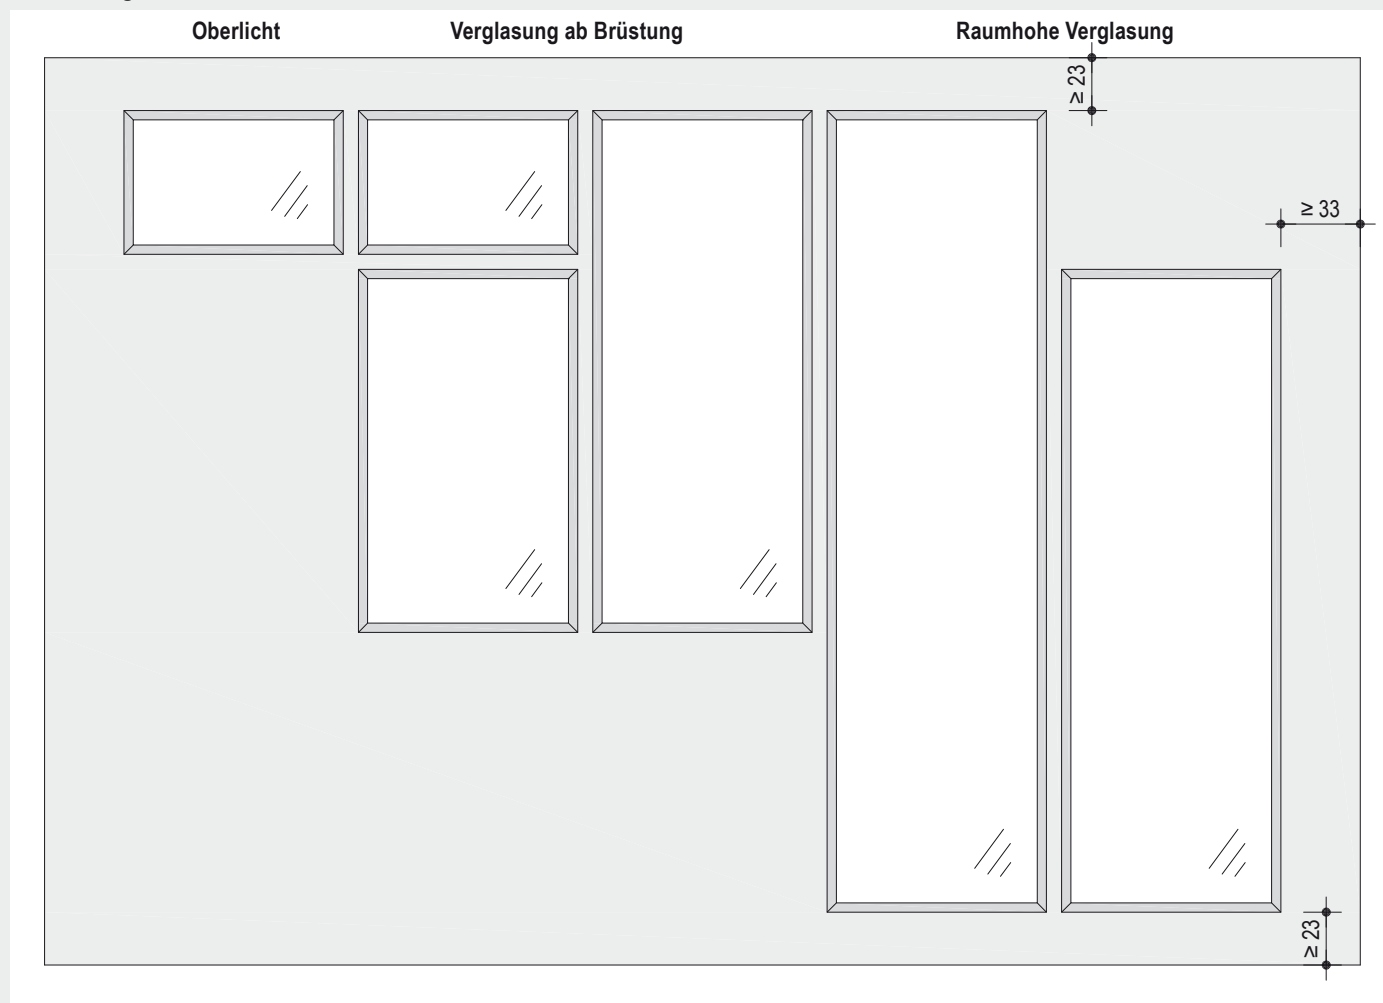 Oberlicht
Verglasung ab Brüstung
Raumhohe Verglasung
≥ 23
≥ 33
≥ 23